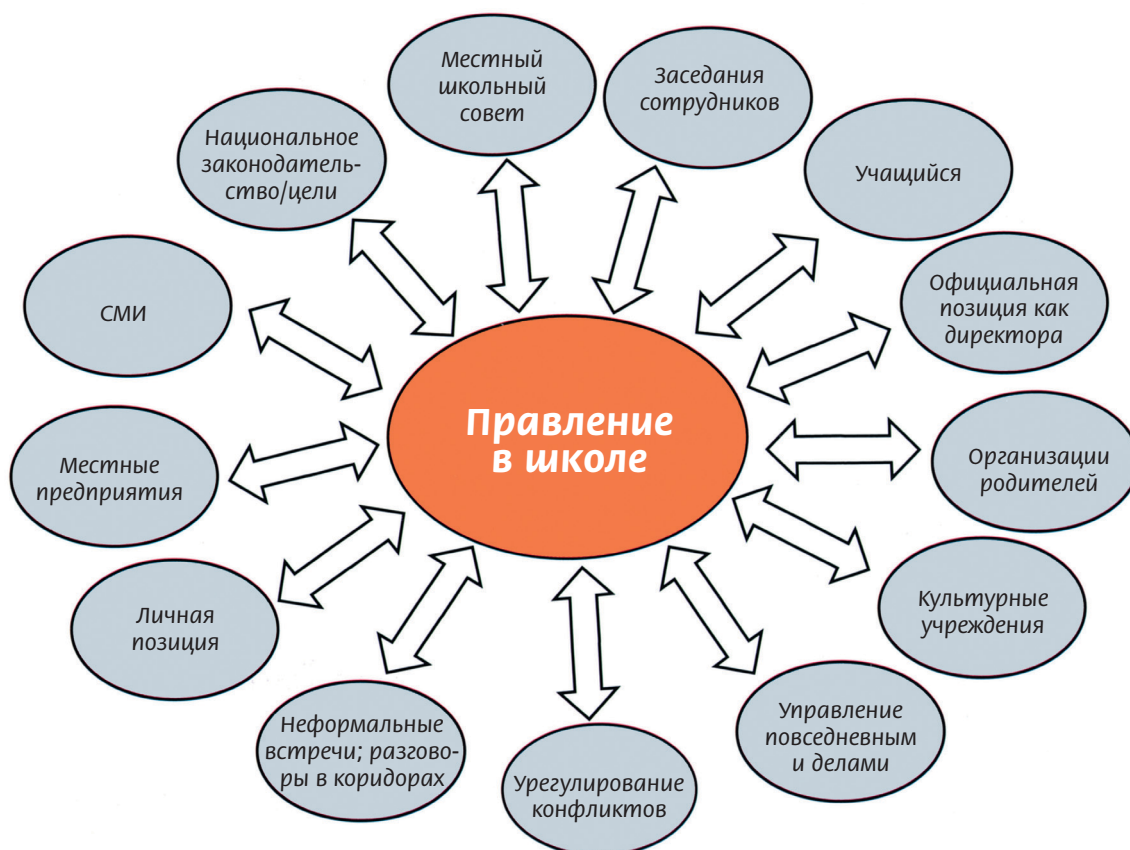 Местный
школьный
совет
Заседания
сотрудников
Национальное
законодатель-
ство/цели
Учащийся
Официальная
позиция как
директора
СМИ
Правление
в школе
Местные
предприятия
Организации
родителей
Личная
позиция
Культурные
учреждения
Неформальные
встречи; разгово-
ры в коридорах
Урегулирование
конфликтов
Управление
повседневным
и делами